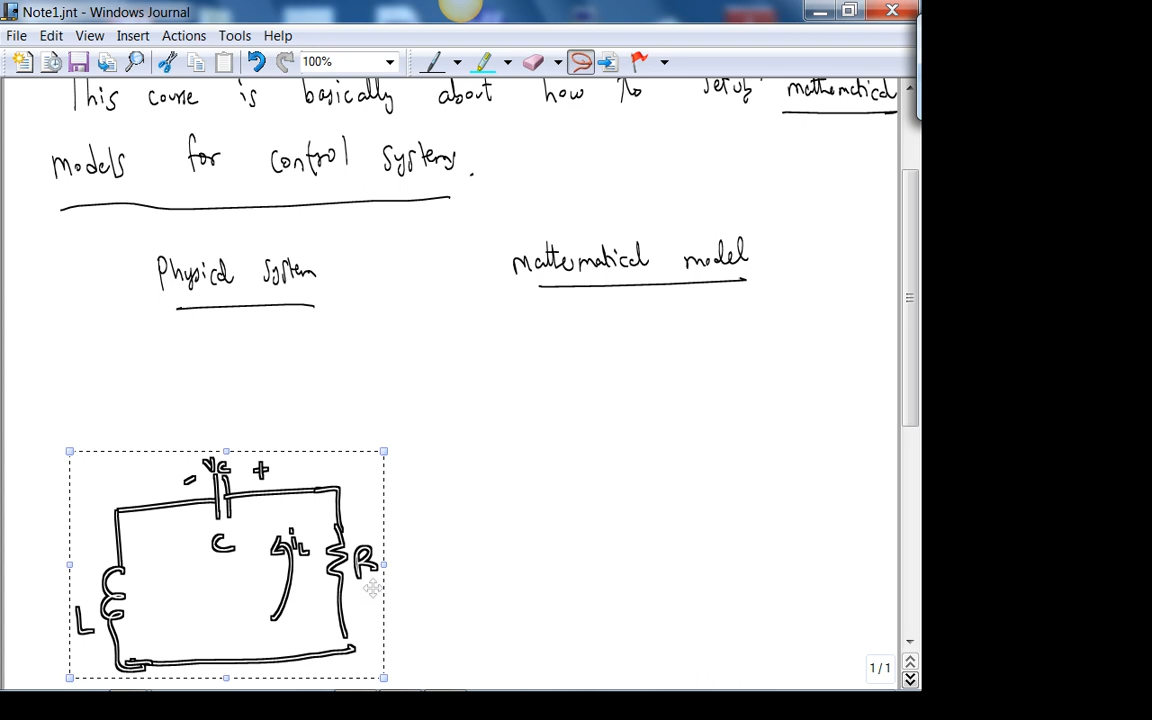 Note1.jnt - Windows Journal
File Edit View Insert Actions Tools Help
100%
This course is basically about how to setup mathematical
models for control systems.
Physical system
mathematical model
- vc +
C
iL
R
L
1 / 1